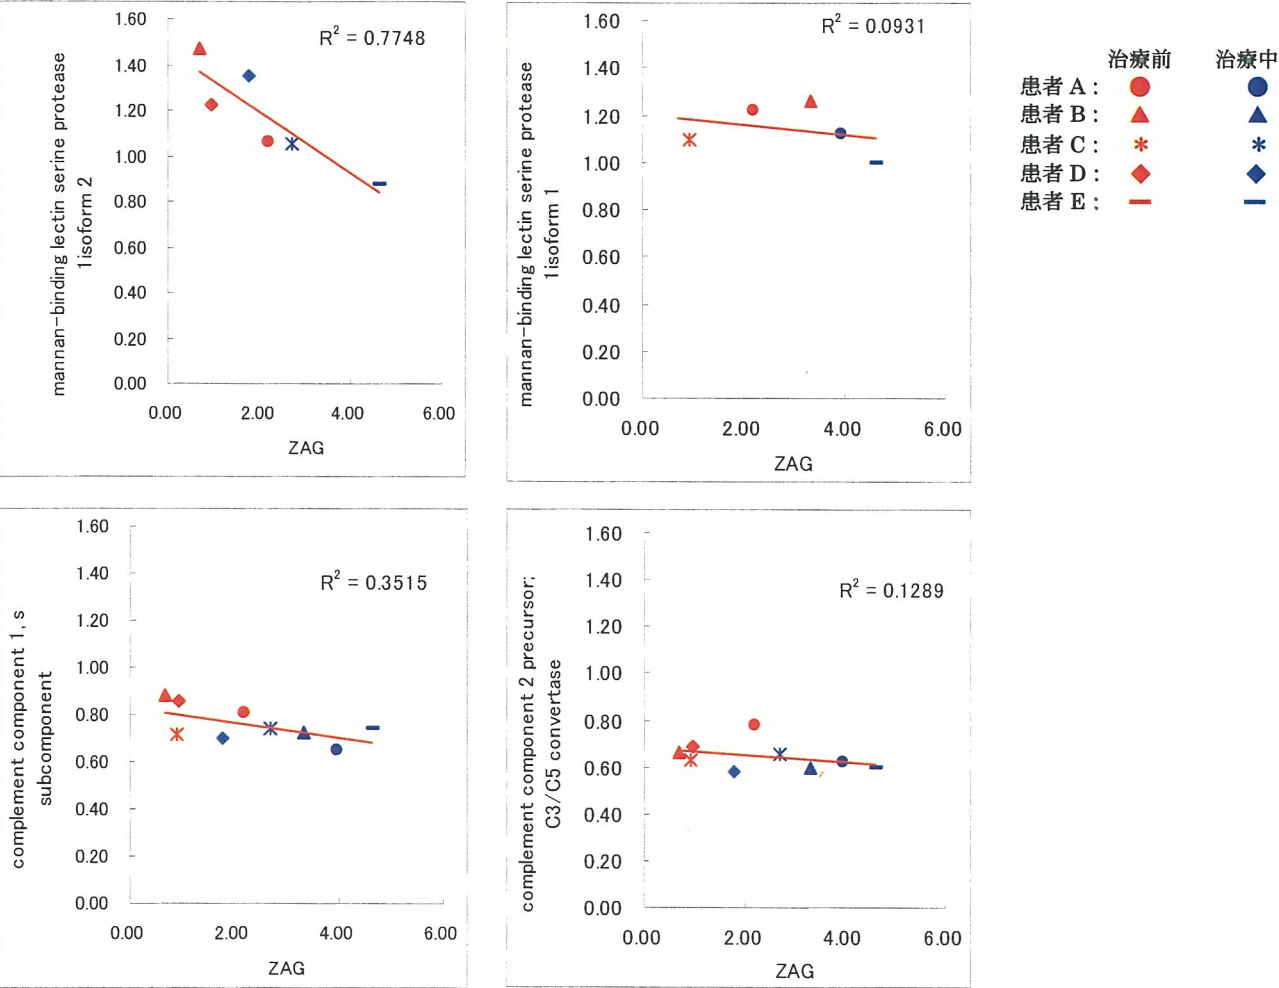 mannan-binding lectin serine protease
1isoform 2
1.60
1.40
1.20
1.00
0.80
0.60
0.40
0.20
0.00
R² = 0.7748
0.00 2.00 4.00 6.00
ZAG
mannan-binding lectin serine protease
1isoform 1
1.60
1.40
1.20
1.00
0.80
0.60
0.40
0.20
0.00
R² = 0.0931
0.00 2.00 4.00 6.00
ZAG
治療前 治療中
患者 A :
患者 B :
患者 C :
患者 D :
患者 E :
complement component 1, s
subcomponent
1.60
1.40
1.20
1.00
0.80
0.60
0.40
0.20
0.00
R² = 0.3515
0.00 2.00 4.00 6.00
ZAG
complement component 2 precursor;
C3/C5 convertase
1.60
1.40
1.20
1.00
0.80
0.60
0.40
0.20
0.00
R² = 0.1289
0.00 2.00 4.00 6.00
ZAG